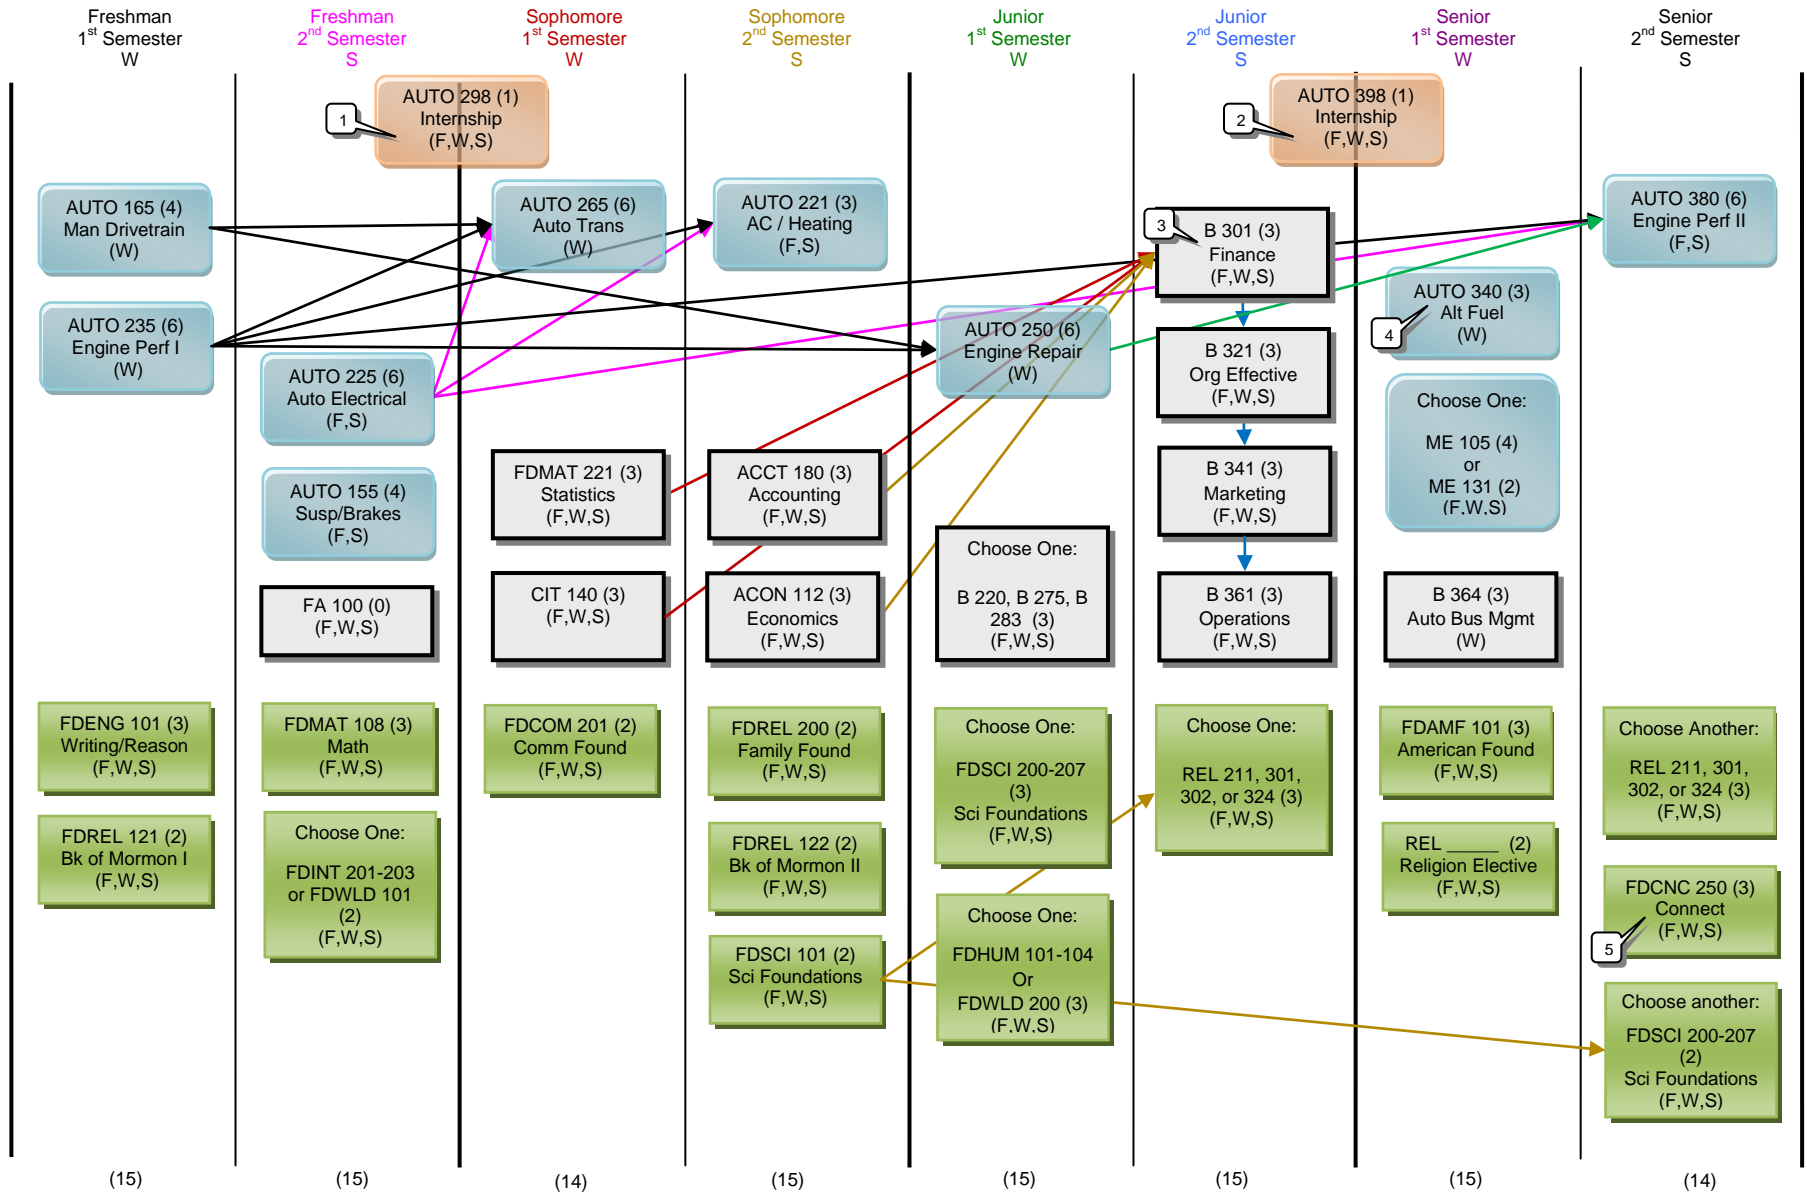 Freshman
1st Semester
W
Freshman
2nd Semester
S
Sophomore
1st Semester
W
Sophomore
2nd Semester
S
Junior
1st Semester
W
Junior
2nd Semester
S
Senior
1st Semester
W
Senior
2nd Semester
S
AUTO 298 (1)
Internship
(F,W,S)
1
AUTO 398 (1)
Internship
(F,W,S)
2
AUTO 165 (4)
Man Drivetrain
(W)
AUTO 235 (6)
Engine Perf I
(W)
FDENG 101 (3)
Writing/Reason
(F,W,S)
FDREL 121 (2)
Bk of Mormon I
(F,W,S)
(15)
AUTO 225 (6)
Auto Electrical
(F,S)
AUTO 155 (4)
Susp/Brakes
(F,S)
FA 100 (0)
(F,W,S)
FDMAT 108 (3)
Math
(F,W,S)
Choose One:
FDINT 201-203
or FDWLD 101
(2)
(F,W,S)
(15)
AUTO 265 (6)
Auto Trans
(W)
FDMAT 221 (3)
Statistics
(F,W,S)
CIT 140 (3)
(F,W,S)
FDCOM 201 (2)
Comm Found
(F,W,S)
(14)
AUTO 221 (3)
AC / Heating
(F,S)
ACCT 180 (3)
Accounting
(F,W,S)
ACON 112 (3)
Economics
(F,W,S)
FDREL 200 (2)
Family Found
(F,W,S)
FDREL 122 (2)
Bk of Mormon II
(F,W,S)
FDSCI 101 (2)
Sci Foundations
(F,W,S)
(15)
AUTO 250 (6)
Engine Repair
(W)
Choose One:
B 220, B 275, B
283 (3)
(F,W,S)
Choose One:
FDSCI 200-207
(3)
Sci Foundations
(F,W,S)
Choose One:
FDHUM 101-104
Or
FDWLD 200 (3)
(F,W,S)
(15)
3
B 301 (3)
Finance
(F,W,S)
B 321 (3)
Org Effective
(F,W,S)
B 341 (3)
Marketing
(F,W,S)
B 361 (3)
Operations
(F,W,S)
Choose One:
REL 211, 301,
302, or 324 (3)
(F,W,S)
(15)
AUTO 340 (3)
Alt Fuel
(W)
4
Choose One:
ME 105 (4)
or
ME 131 (2)
(F,W,S)
B 364 (3)
Auto Bus Mgmt
(W)
FDAMF 101 (3)
American Found
(F,W,S)
REL _____ (2)
Religion Elective
(F,W,S)
(15)
AUTO 380 (6)
Engine Perf II
(F,S)
Choose Another:
REL 211, 301,
302, or 324 (3)
(F,W,S)
FDCNC 250 (3)
Connect
(F,W,S)
5
Choose another:
FDSCI 200-207
(2)
Sci Foundations
(F,W,S)
(14)